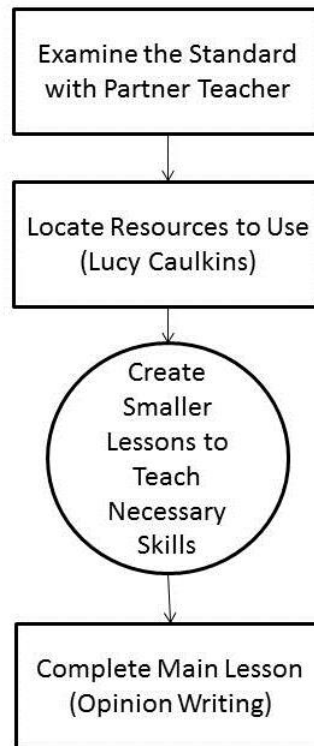 Examine the Standard
with Partner Teacher
Locate Resources to Use
(Lucy Caulkins)
Create
Smaller
Lessons to
Teach
Necessary
Skills
Complete Main Lesson
(Opinion Writing)